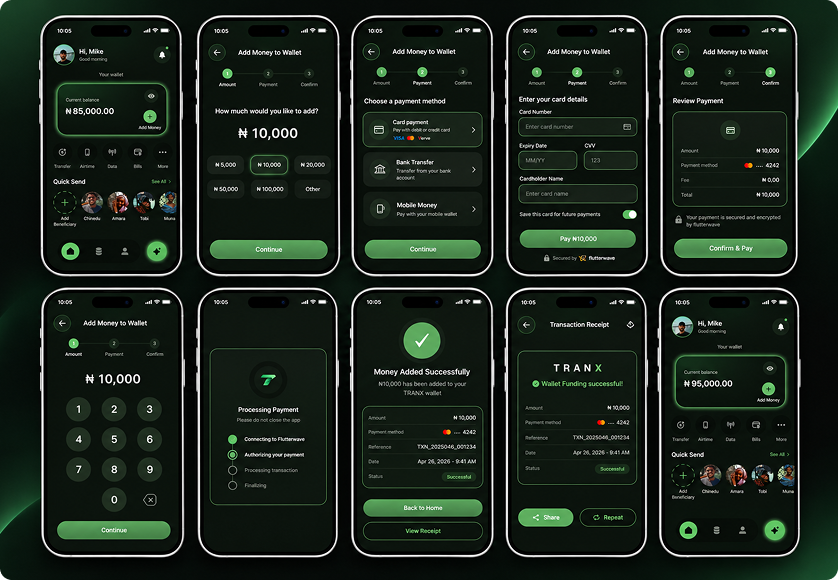 10:05
Hi, Mike
Good morning
Your wallet
Current balance
₦ 85,000.00
Add Money
Transfer
Airtime
Data
Bills
More
Quick Send
See All
Add Beneficiary
Chinedu
Amara
Tobi
Muna
10:05
Add Money to Wallet
1
2
3
Amount
Payment
Confirm
How much would you like to add?
₦ 10,000
₦ 5,000
₦ 10,000
₦ 20,000
₦ 50,000
₦ 100,000
Other
Continue
10:05
Add Money to Wallet
1
2
3
Amount
Payment
Confirm
Choose a payment method
Card payment
Pay with debit or credit card
VISA
Verve
Bank Transfer
Transfer from your bank
account
Mobile Money
Pay with your mobile wallet
Continue
10:05
Add Money to Wallet
1
2
3
Amount
Payment
Confirm
Enter your card details
Card Number
Enter card number
Expiry Date
CVV
MM/YY
123
Cardholder Name
Enter card name
Save this card for future payments
Pay ₦10,000
Secured by flutterwave
10:05
Add Money to Wallet
1
2
3
Amount
Payment
Confirm
Review Payment
Amount
₦ 10,000
Payment method
•••• 4242
Fee
₦ 0,00
Total
₦ 10,000
Your payment is secured and encrypted
by flutterwave
Confirm & Pay
10:05
Add Money to Wallet
1
2
3
Amount
Payment
Confirm
₦ 10,000
1
2
3
4
5
6
7
8
9
0
Continue
10:05
Processing Payment
Please do not close the app
Connecting to Flutterwave
Authorizing your payment
Processing transaction
Finalizing
10:05
Money Added Successfully
₦10,000 has been added to your
TRANX wallet
Amount
₦ 10,000
Payment method
•••• 4242
Reference
TXN_2025046_001234
Date
Apr 26, 2026 - 9:41 AM
Status
Successful
Back to Home
View Receipt
10:05
Transaction Receipt
TRANX
Wallet Funding successful!
Amount
₦ 10,000
Payment method
•••• 4242
Reference
TXN_2025046_001234
Date
Apr 26, 2026 - 9:41 AM
Status
Successful
Share
Repeat
10:05
Hi, Mike
Good morning
Your wallet
Current balance
₦ 95,000.00
Add Money
Transfer
Airtime
Data
Bills
More
Quick Send
See All
Add Beneficiary
Chinedu
Amara
Tobi
Muna